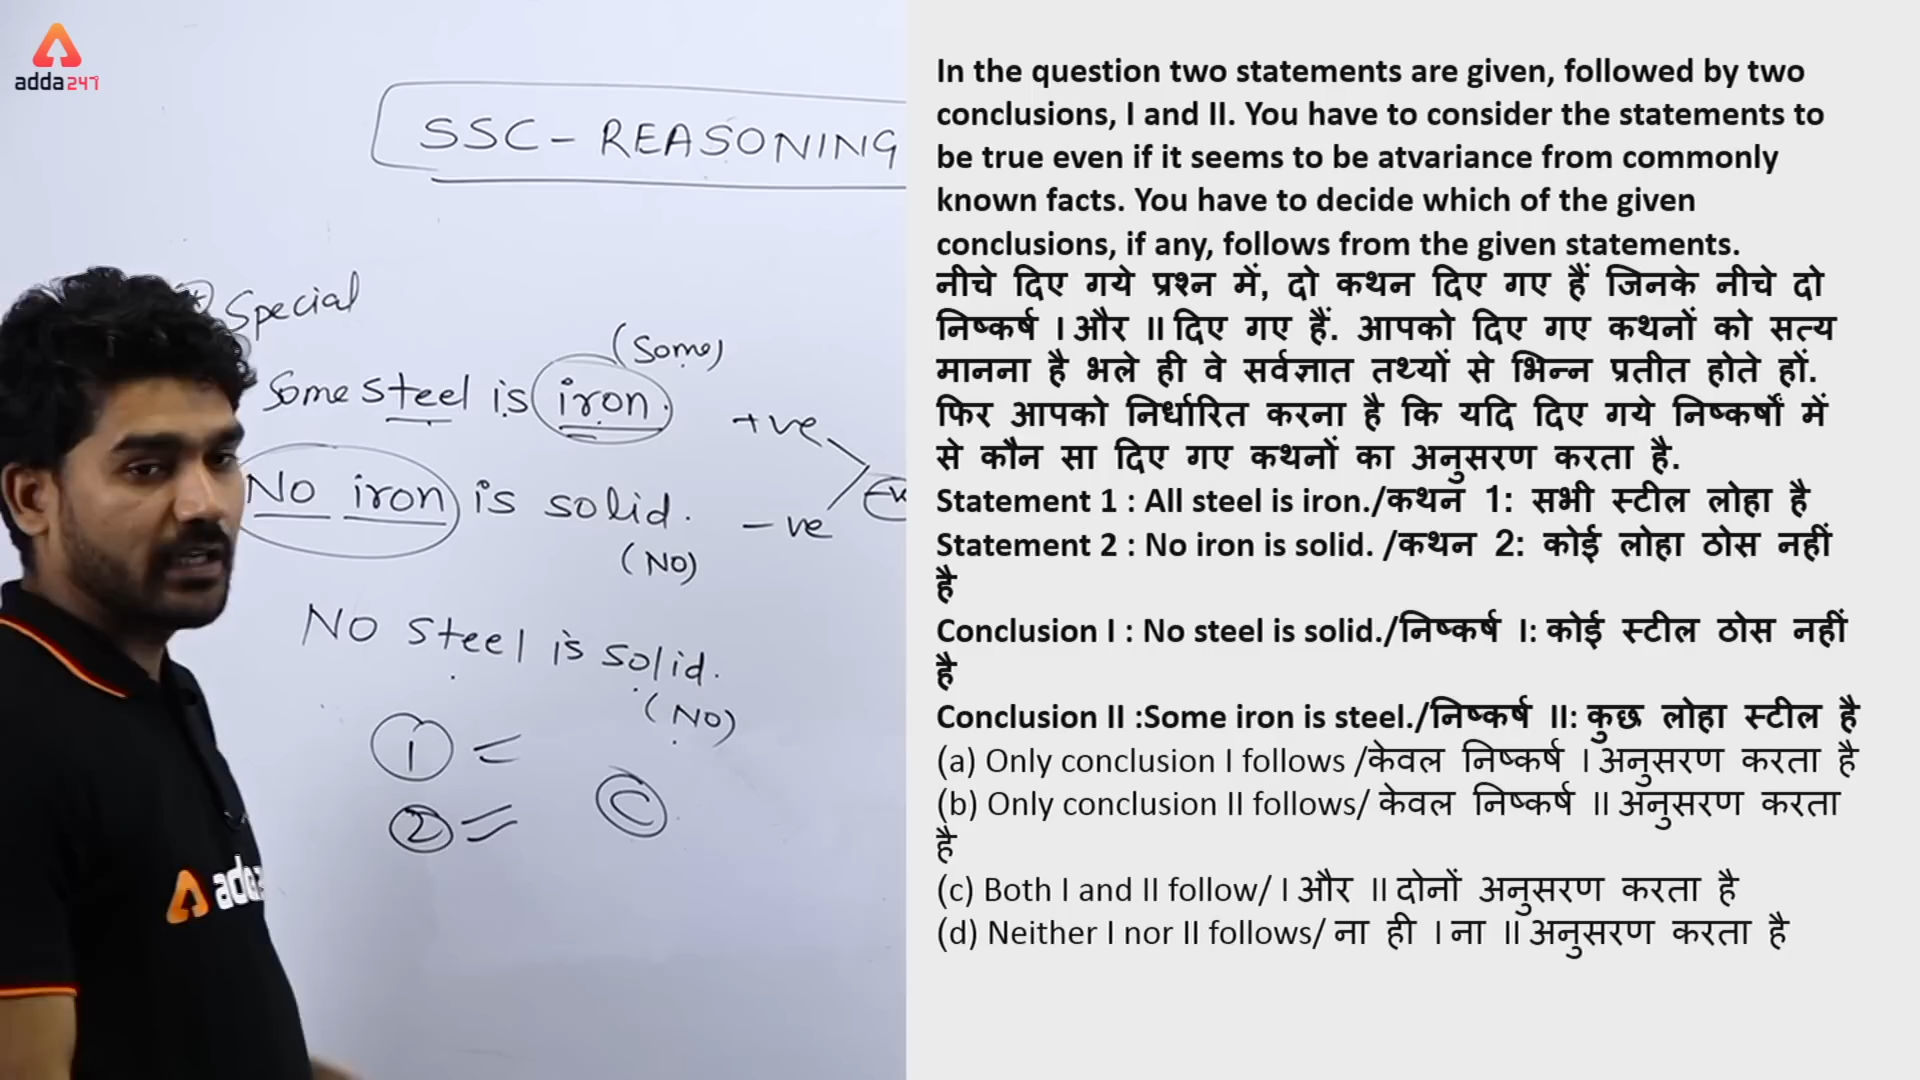 adda247
SSC - REASONING
Special
(Some)
Some steel is iron.
+ve
No iron is solid.
-ve
(NO)
No steel is solid.
(NO)
1
2
C
ado
In the question two statements are given, followed by two
conclusions, I and II. You have to consider the statements to
be true even if it seems to be atvariance from commonly
known facts. You have to decide which of the given
conclusions, if any, follows from the given statements.
नीचे दिए गये प्रश्न में, दो कथन दिए गए हैं जिनके नीचे दो
निष्कर्ष I और II दिए गए हैं. आपको दिए गए कथनों को सत्य
मानना है भले ही वे सर्वज्ञात तथ्यों से भिन्न प्रतीत होते हों.
फिर आपको निर्धारित करना है कि यदि दिए गये निष्कर्षों में
से कौन सा दिए गए कथनों का अनुसरण करता है.
Statement 1 : All steel is iron./कथन 1: सभी स्टील लोहा है
Statement 2 : No iron is solid. /कथन 2: कोई लोहा ठोस नहीं
है
Conclusion I : No steel is solid./निष्कर्ष I: कोई स्टील ठोस नहीं
है
Conclusion II :Some iron is steel./निष्कर्ष II: कुछ लोहा स्टील है
(a) Only conclusion I follows /केवल निष्कर्ष I अनुसरण करता है
(b) Only conclusion II follows/ केवल निष्कर्ष II अनुसरण करता
है
(c) Both I and II follow/ I और II दोनों अनुसरण करता है
(d) Neither I nor II follows/ ना ही I ना II अनुसरण करता है